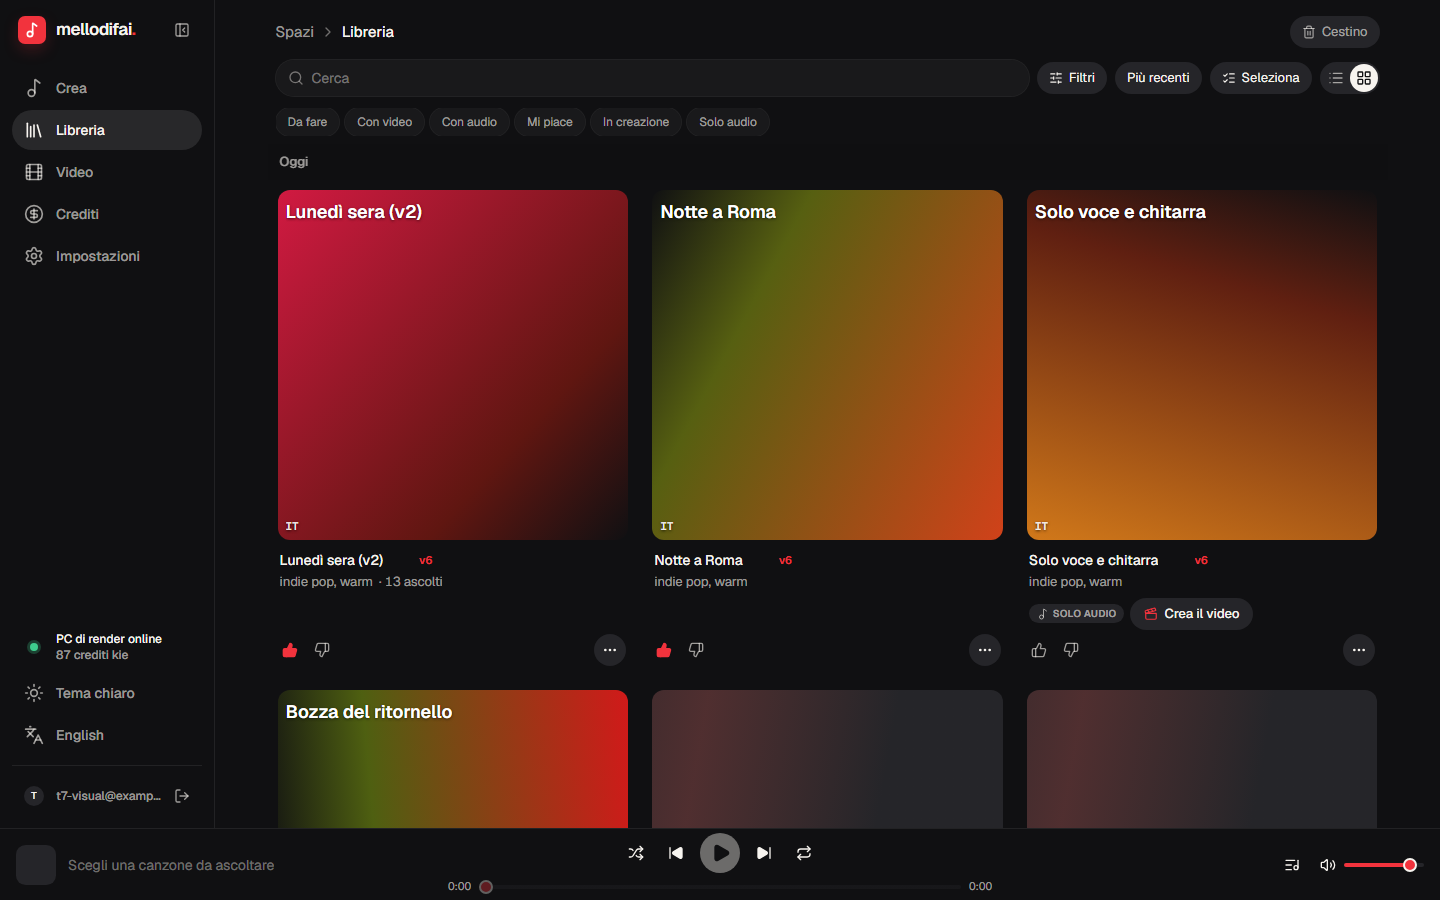 mellodifai.
Spazi > Libreria
Cestino
Crea
Libreria
Video
Crediti
Impostazioni
Cerca
Filtri
Più recenti
Seleziona
Da fare
Con video
Con audio
Mi piace
In creazione
Solo audio
Oggi
Lunedì sera (v2)
IT
Lunedì sera (v2) v6
indie pop, warm · 13 ascolti
Notte a Roma
IT
Notte a Roma v6
indie pop, warm
Solo voce e chitarra
IT
Solo voce e chitarra v6
indie pop, warm
SOLO AUDIO
Crea il video
Bozza del ritornello
PC di render online
87 crediti kie
Tema chiaro
English
T t7-visual@examp...
Scegli una canzone da ascoltare
0:00
0:00